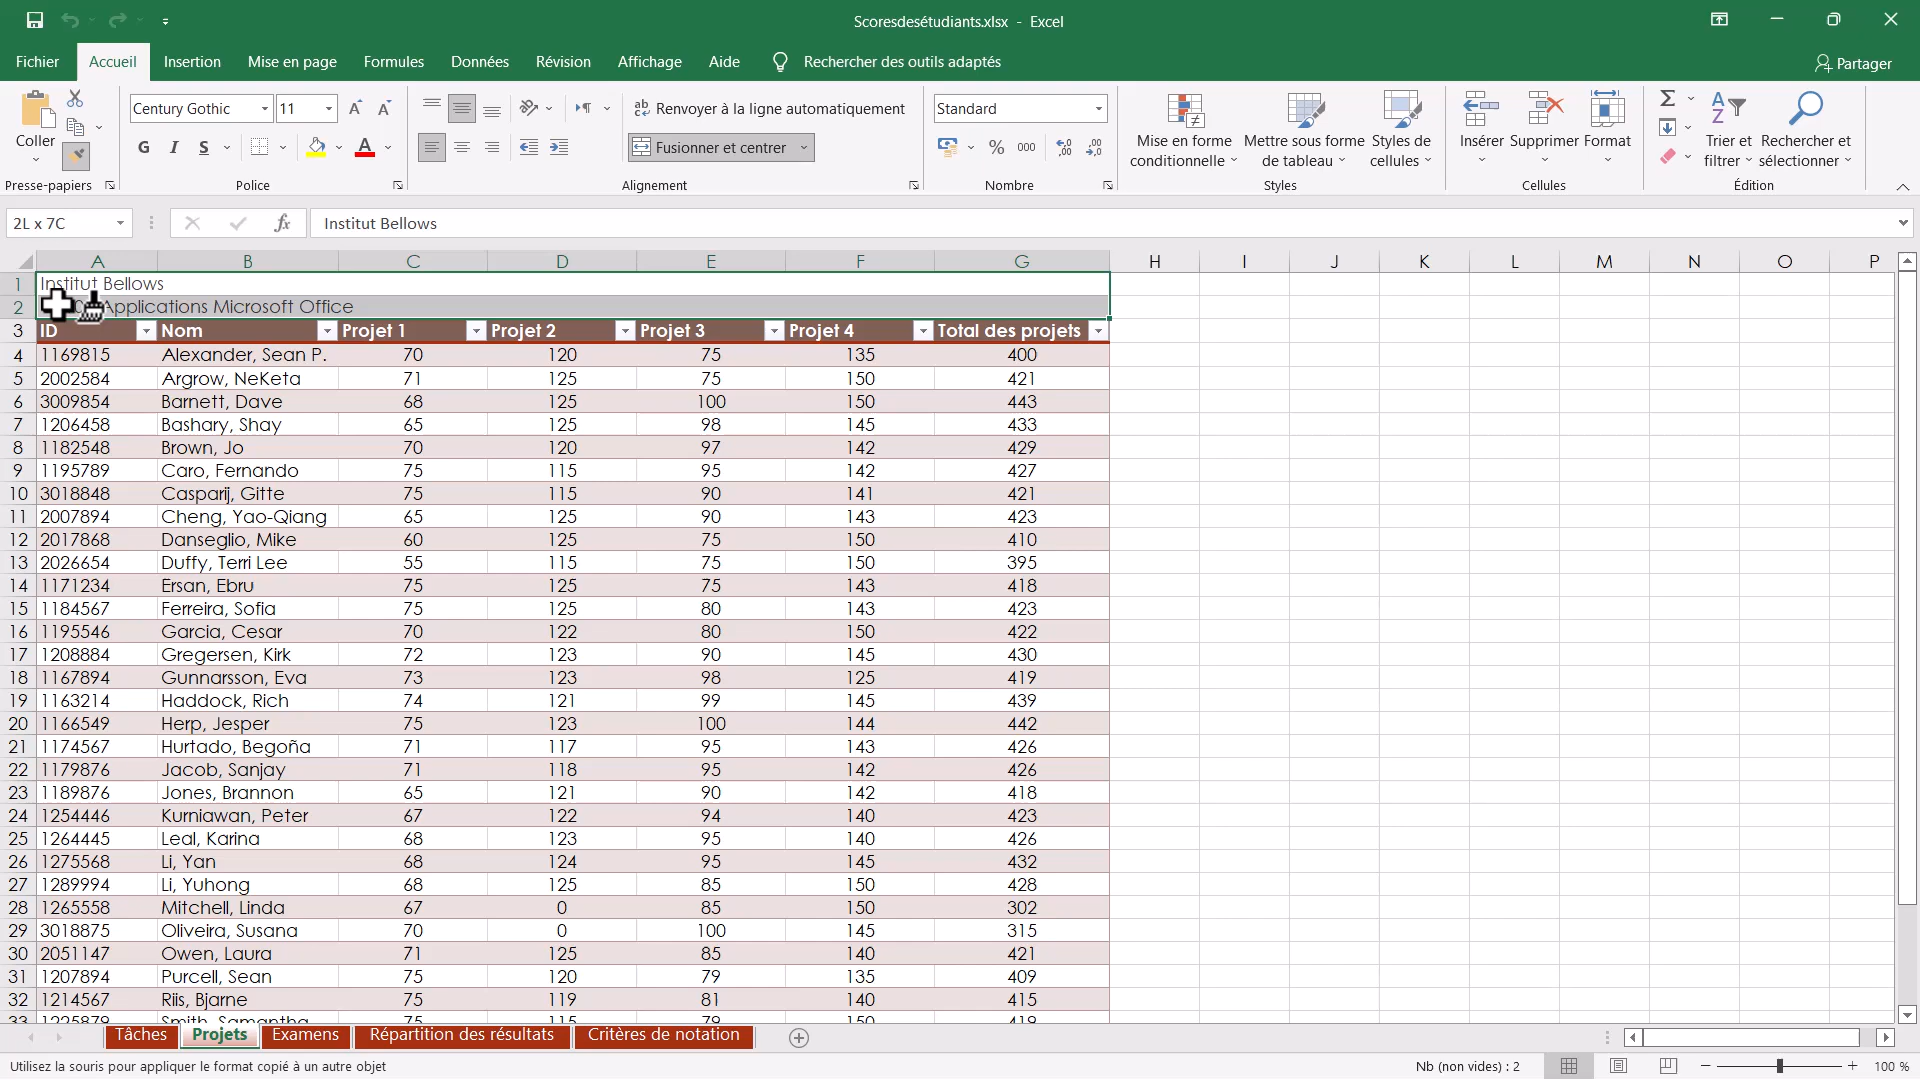 Scoresdesétudiants.xlsx - Excel
Fichier Accueil Insertion Mise en page Formules Données Révision Affichage Aide Rechercher des outils adaptés Partager
Coller
Presse-papiers
Century Gothic 11
G I S
Police
Renvoyer à la ligne automatiquement
Fusionner et centrer
Alignement
Standard
% 000
Nombre
Mise en forme conditionnelle
Mettre sous forme de tableau
Styles de cellules
Styles
Insérer Supprimer Format
Cellules
Trier et filtrer
Rechercher et sélectionner
Édition
2L x 7C fx Institut Bellows
A B C D E F G H I J K L M N O P
1 Institut Bellows
2 Applications Microsoft Office
3 ID Nom Projet 1 Projet 2 Projet 3 Projet 4 Total des projets
4 1169815 Alexander, Sean P. 70 120 75 135 400
5 2002584 Argrow, NeKeta 71 125 75 150 421
6 3009854 Barnett, Dave 68 125 100 150 443
7 1206458 Bashary, Shay 65 125 98 145 433
8 1182548 Brown, Jo 70 120 97 142 429
9 1195789 Caro, Fernando 75 115 95 142 427
10 3018848 Casparij, Gitte 75 115 90 141 421
11 2007894 Cheng, Yao-Qiang 65 125 90 143 423
12 2017868 Danseglio, Mike 60 125 75 150 410
13 2026654 Duffy, Terri Lee 55 115 75 150 395
14 1171234 Ersan, Ebru 75 125 75 143 418
15 1184567 Ferreira, Sofia 75 125 80 143 423
16 1195546 Garcia, Cesar 70 122 80 150 422
17 1208884 Gregersen, Kirk 72 123 90 145 430
18 1167894 Gunnarsson, Eva 73 123 98 125 419
19 1163214 Haddock, Rich 74 121 99 145 439
20 1166549 Herp, Jesper 75 123 100 144 442
21 1174567 Hurtado, Begoña 71 117 95 143 426
22 1179876 Jacob, Sanjay 71 118 95 142 426
23 1189876 Jones, Brannon 65 121 90 142 418
24 1254446 Kurniawan, Peter 67 122 94 140 423
25 1264445 Leal, Karina 68 123 95 140 426
26 1275568 Li, Yan 68 124 95 145 432
27 1289994 Li, Yuhong 68 125 85 150 428
28 1265558 Mitchell, Linda 67 0 85 150 302
29 3018875 Oliveira, Susana 70 0 100 145 315
30 2051147 Owen, Laura 71 125 85 140 421
31 1207894 Purcell, Sean 75 120 79 135 409
32 1214567 Riis, Bjarne 75 119 81 140 415
33 1225879 Smith, Samantha 75 115 79 150 419
Tâches Projets Examens Répartition des résultats Critères de notation
Utilisez la souris pour appliquer le format copié à un autre objet Nb (non vides) : 2 100 %